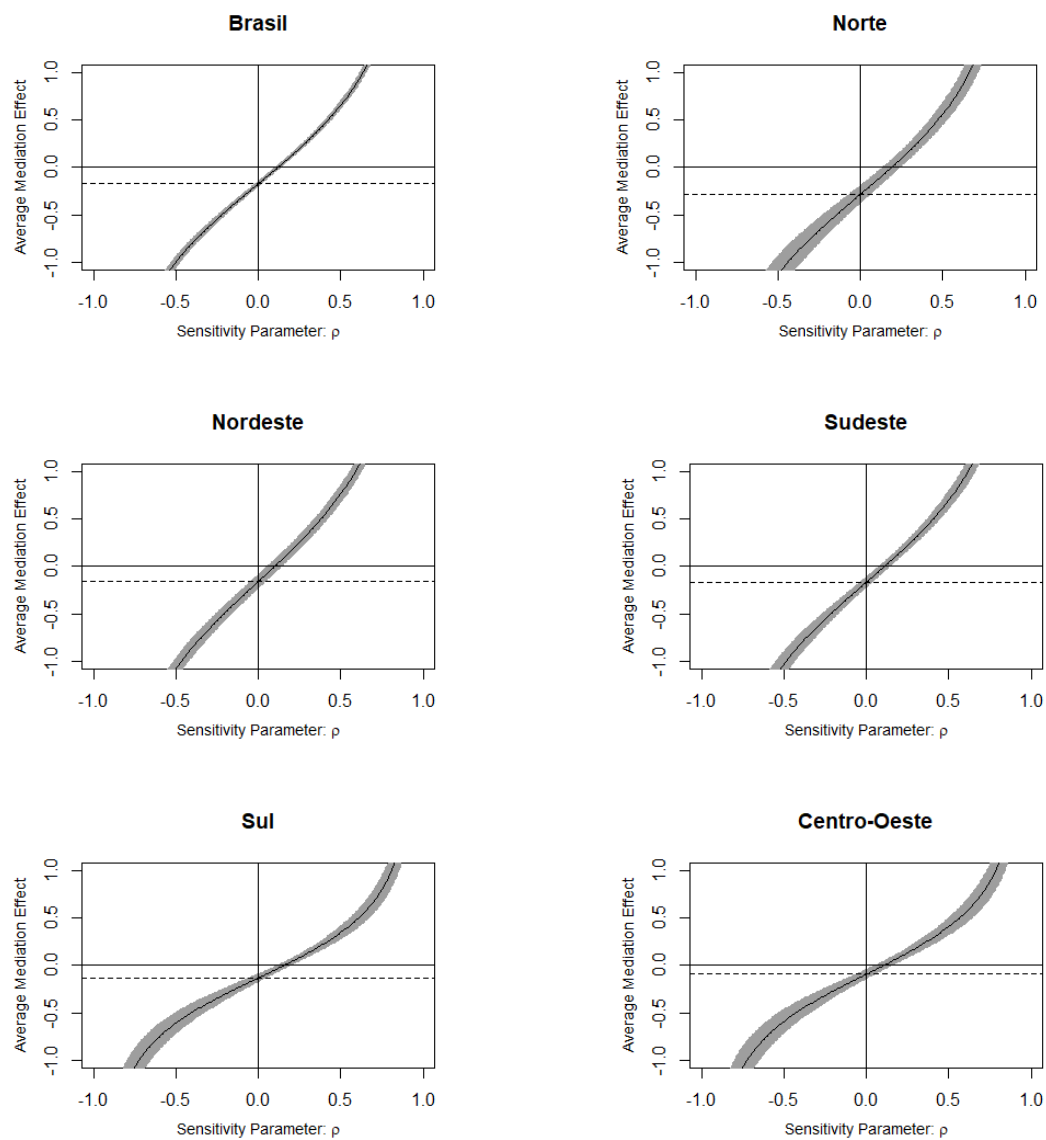 Brasil
Average Mediation Effect
1.0
0.5
0.0
-0.5
-1.0
-1.0 -0.5 0.0 0.5 1.0
Sensitivity Parameter: ρ
Norte
Average Mediation Effect
1.0
0.5
0.0
-0.5
-1.0
-1.0 -0.5 0.0 0.5 1.0
Sensitivity Parameter: ρ
Nordeste
Average Mediation Effect
1.0
0.5
0.0
-0.5
-1.0
-1.0 -0.5 0.0 0.5 1.0
Sensitivity Parameter: ρ
Sudeste
Average Mediation Effect
1.0
0.5
0.0
-0.5
-1.0
-1.0 -0.5 0.0 0.5 1.0
Sensitivity Parameter: ρ
Sul
Average Mediation Effect
1.0
0.5
0.0
-0.5
-1.0
-1.0 -0.5 0.0 0.5 1.0
Sensitivity Parameter: ρ
Centro-Oeste
Average Mediation Effect
1.0
0.5
0.0
-0.5
-1.0
-1.0 -0.5 0.0 0.5 1.0
Sensitivity Parameter: ρ